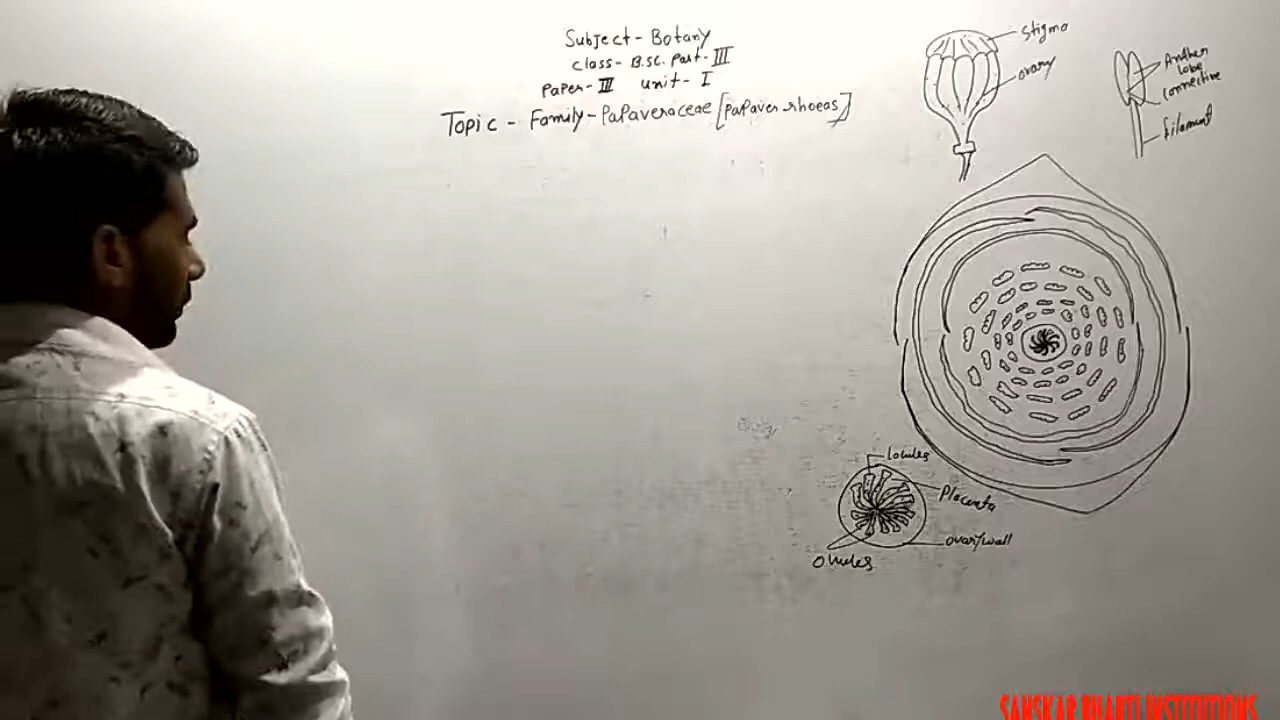 Subject - Botany
Class - B.Sc. Part - III
Paper - III Unit - I
Topic - Family - Papaveraceae [Papaver rhoeas]
Stigma
ovary
Anther
lobe
connective
filament
Locules
Placenta
ovary wall
Ovules
SANSKAR BHARTI INSTITUTIONS